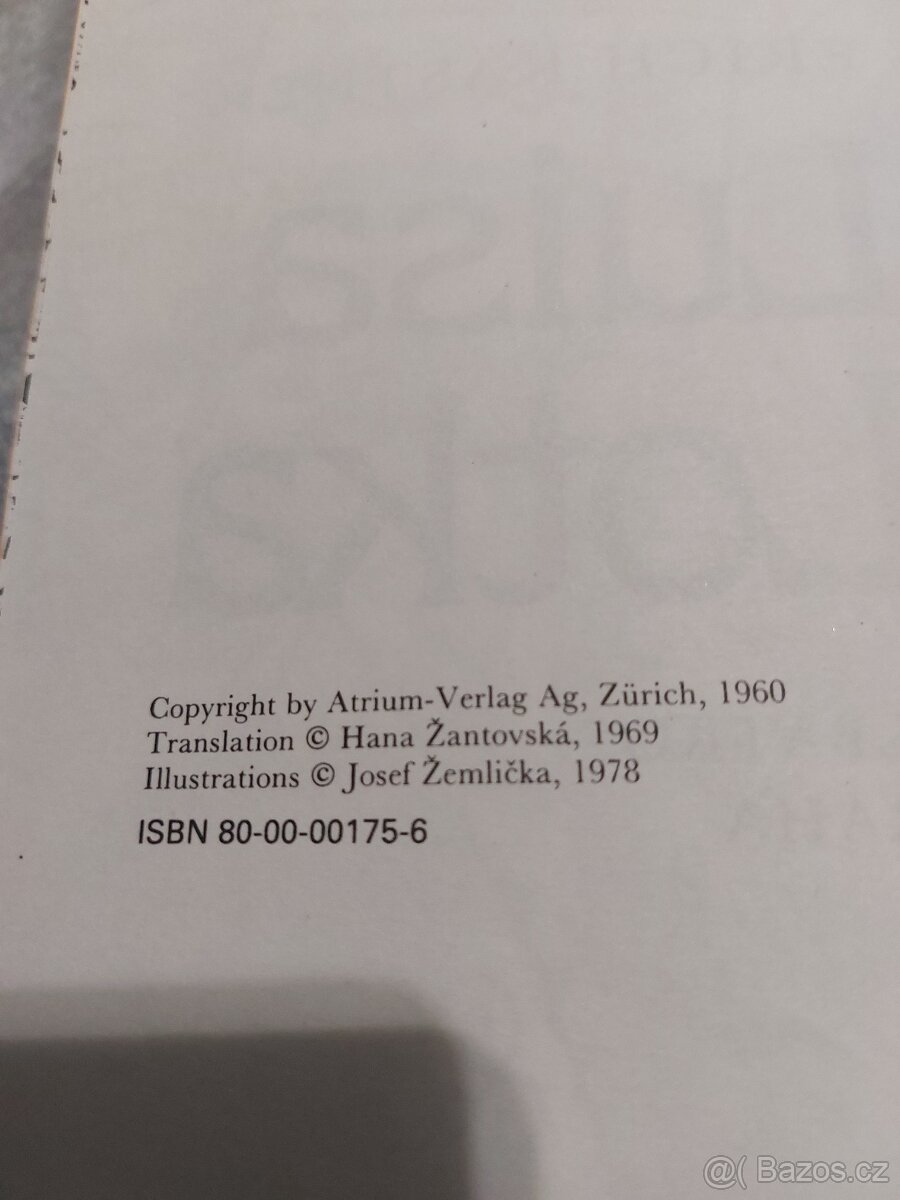 Copyright by Atrium-Verlag Ag, Zürich, 1960
Translation © Hana Žantovská, 1969
Illustrations © Josef Žemlička, 1978
ISBN 80-00-00175-6
@( Bazos.cz